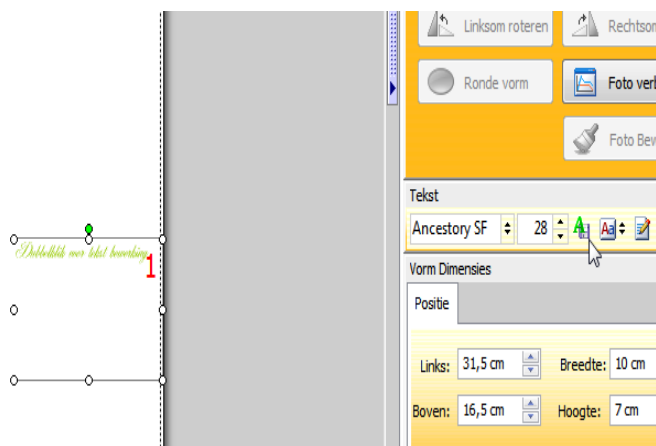 Linksom roteren
Rechtsom
Ronde vorm
Foto verb
Foto Bew
Tekst
Ancestory SF
28
Aa
Dubbelklik voor tekst bewerking
1
Vorm Dimensies
Positie
Links: 31,5 cm
Breedte: 10 cm
Boven: 16,5 cm
Hoogte: 7 cm